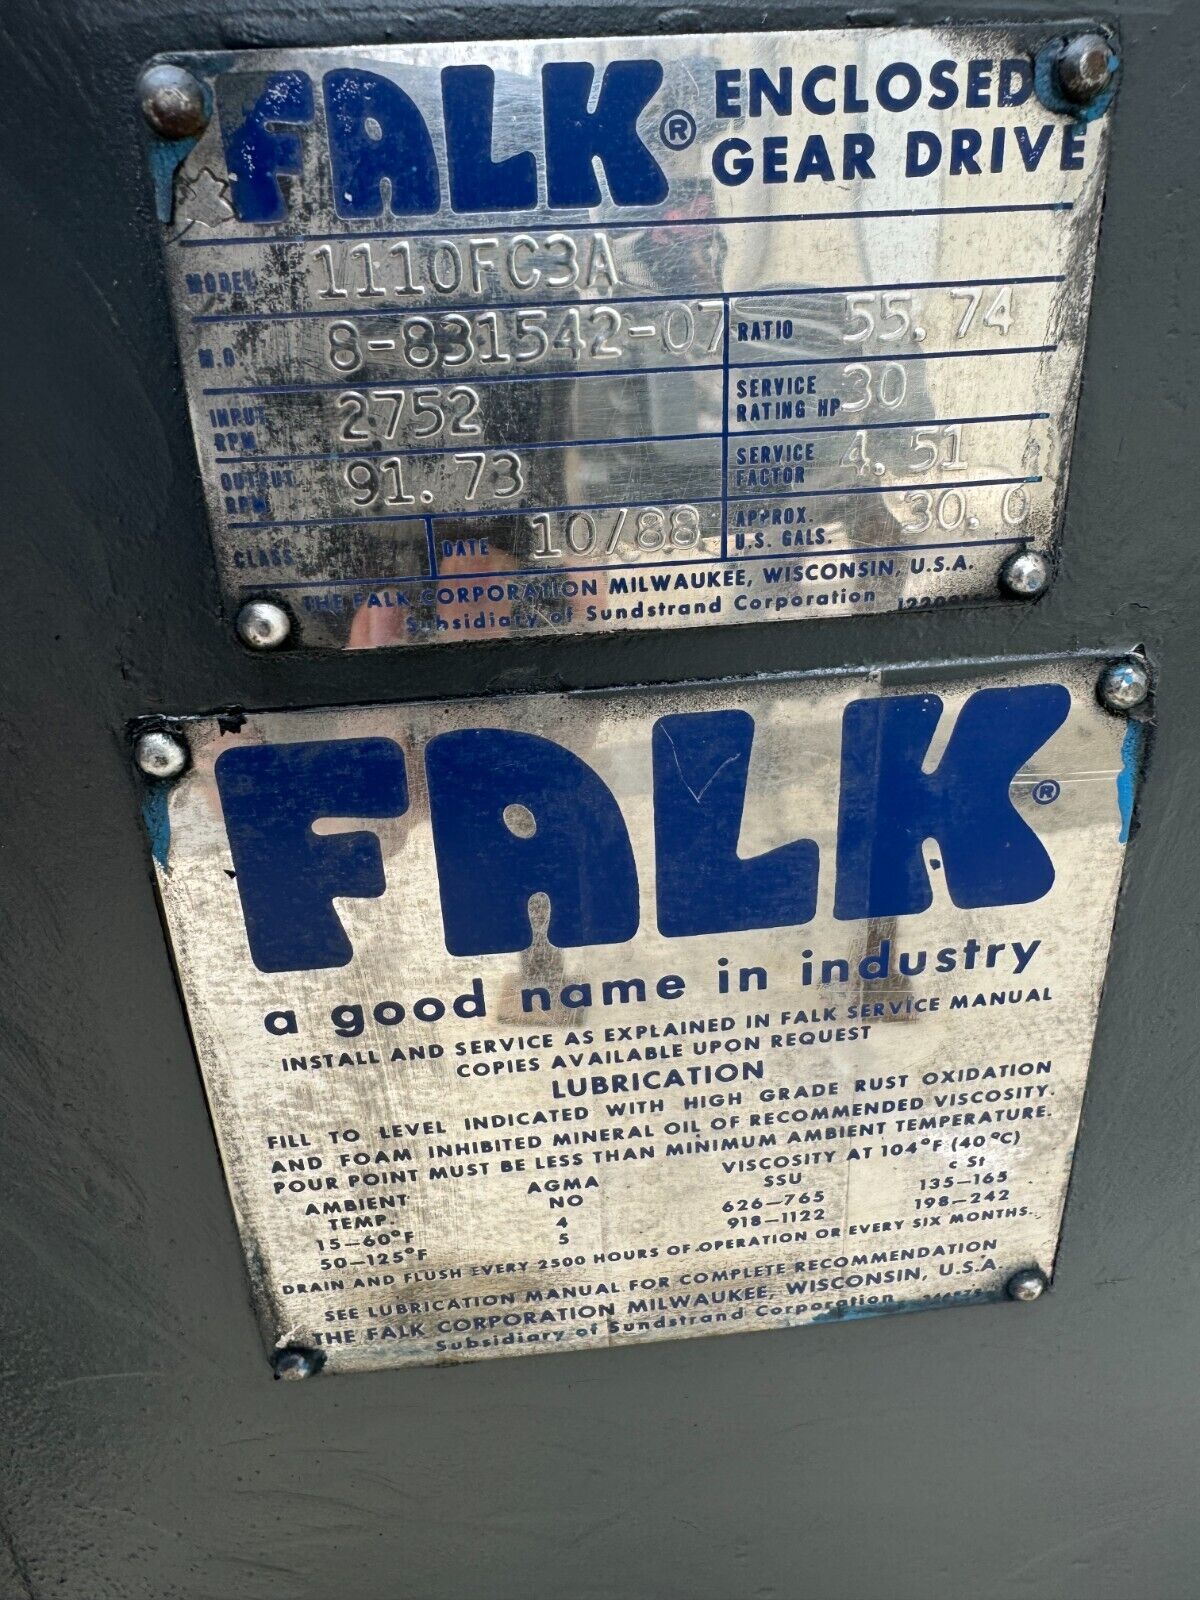 FALK® ENCLOSED
GEAR DRIVE
MODEL 1110FC3A
M.O. 8-831542-07 RATIO 55.74
INPUT RPM 2752 SERVICE RATING HP 30
OUTPUT RPM 91.73 SERVICE FACTOR 4.51
CLASS DATE 10/88 APPROX. U.S. GALS. 30.0
THE FALK CORPORATION MILWAUKEE, WISCONSIN, U.S.A.
Subsidiary of Sundstrand Corporation
FALK®
a good name in industry
INSTALL AND SERVICE AS EXPLAINED IN FALK SERVICE MANUAL
COPIES AVAILABLE UPON REQUEST
LUBRICATION
FILL TO LEVEL INDICATED WITH HIGH GRADE RUST OXIDATION
AND FOAM INHIBITED MINERAL OIL OF RECOMMENDED VISCOSITY.
POUR POINT MUST BE LESS THAN MINIMUM AMBIENT TEMPERATURE.
AMBIENT AGMA VISCOSITY AT 104°F (40°C)
TEMP. NO SSU c St
15-60°F 4 626-765 135-165
50-125°F 5 918-1122 198-242
DRAIN AND FLUSH EVERY 2500 HOURS OF OPERATION OR EVERY SIX MONTHS.
SEE LUBRICATION MANUAL FOR COMPLETE RECOMMENDATION
THE FALK CORPORATION MILWAUKEE, WISCONSIN, U.S.A.
Subsidiary of Sundstrand Corporation